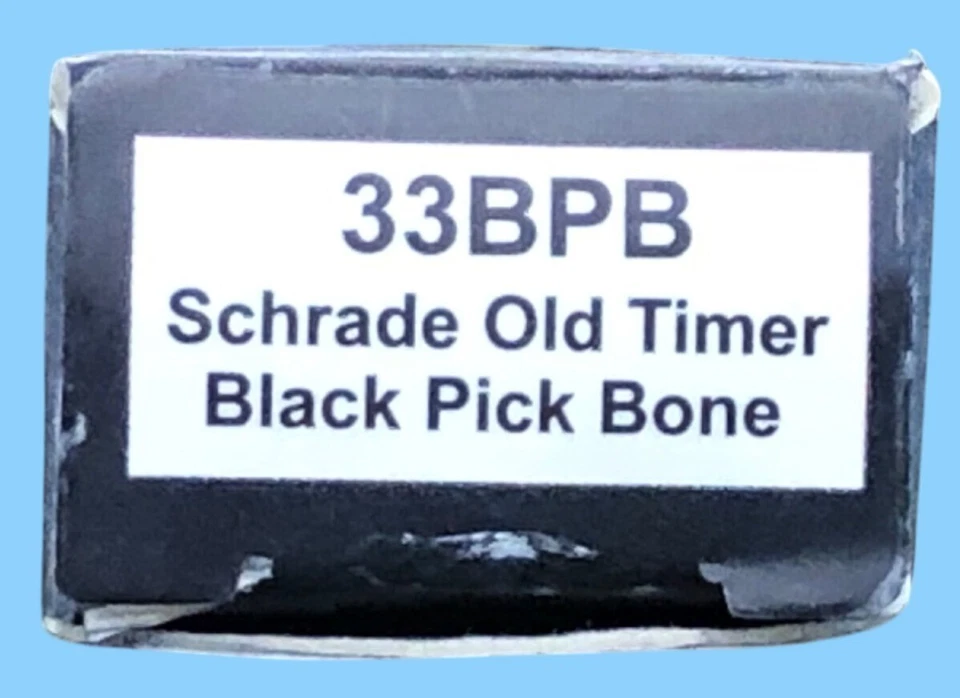 33BPB
Schrade Old Timer
Black Pick Bone